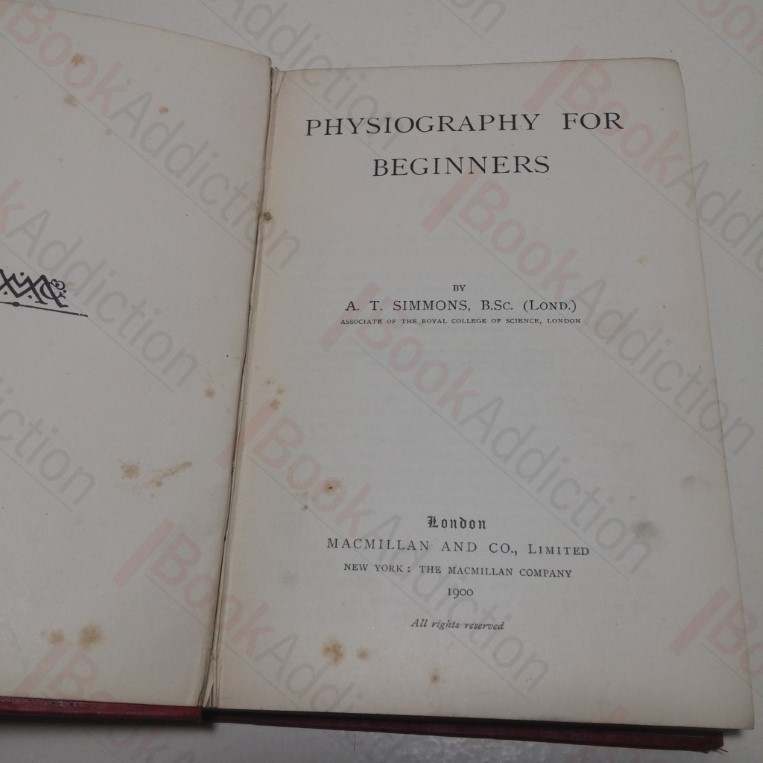 PHYSIOGRAPHY FOR
BEGINNERS
BY
A. T. SIMMONS, B.Sc. (LOND.)
ASSOCIATE OF THE ROYAL COLLEGE OF SCIENCE, LONDON
London
MACMILLAN AND CO., LIMITED
NEW YORK: THE MACMILLAN COMPANY
1900
All rights reserved
BookAddiction